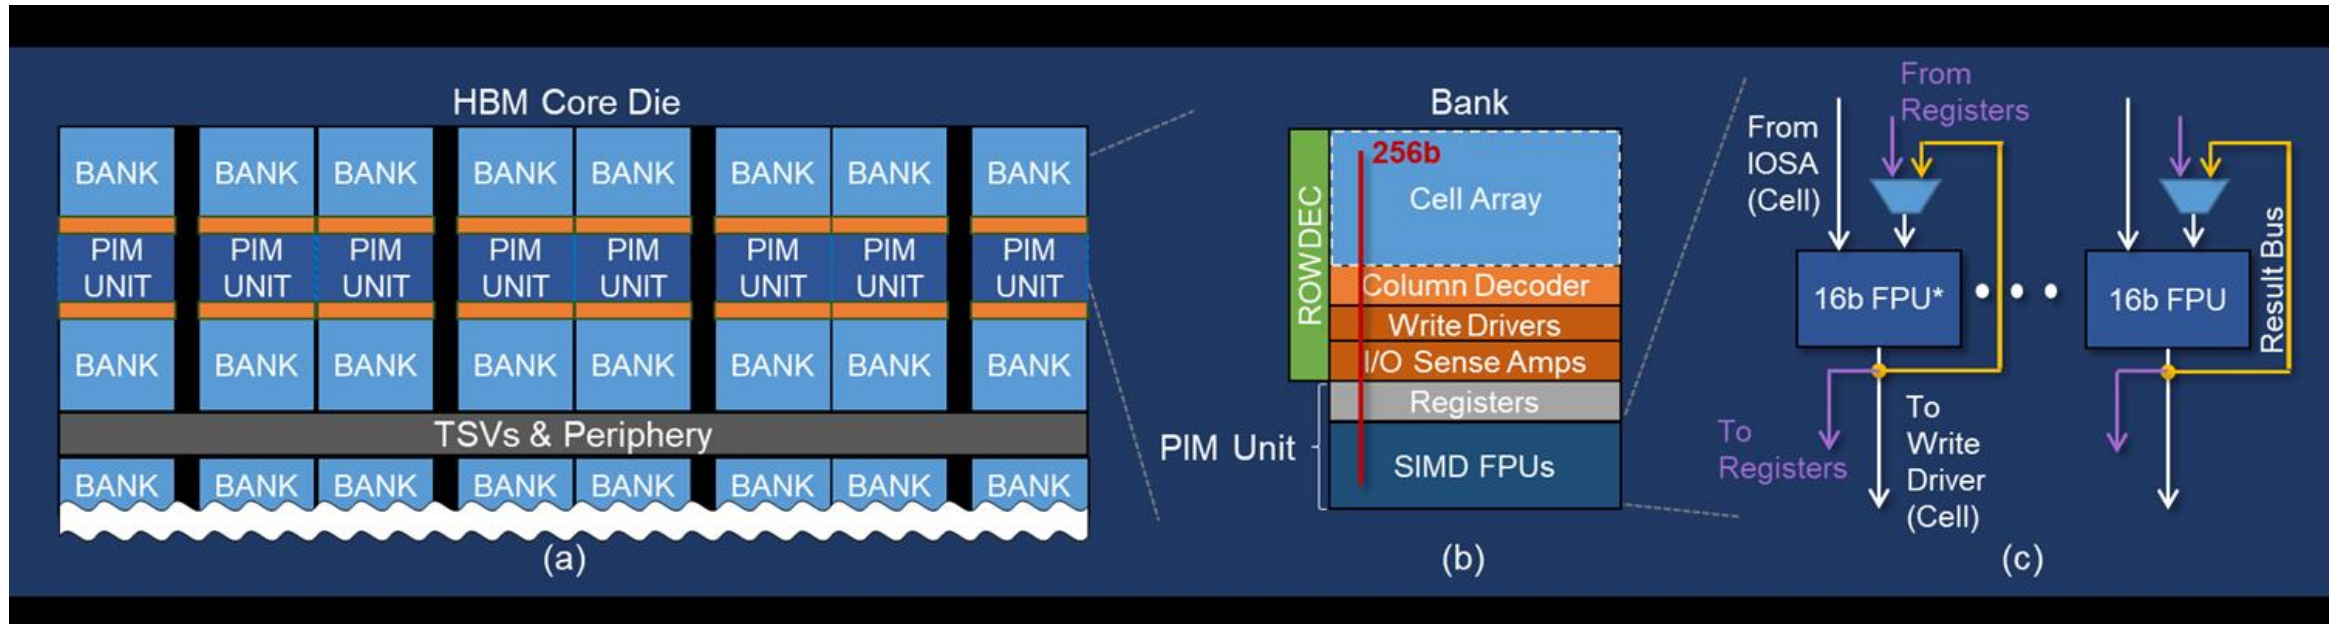 HBM Core Die
BANK BANK BANK BANK BANK BANK BANK BANK
PIM PIM PIM PIM PIM PIM PIM PIM
UNIT UNIT UNIT UNIT UNIT UNIT UNIT UNIT
BANK BANK BANK BANK BANK BANK BANK BANK
TSVs & Periphery
BANK BANK BANK BANK BANK BANK BANK BANK
(a)
Bank
ROWDEC
256b
Cell Array
Column Decoder
Write Drivers
I/O Sense Amps
Registers
PIM Unit
SIMD FPUs
(b)
From
Registers
From
IOSA
(Cell)
16b FPU*
16b FPU
Result Bus
To
Registers
To
Write
Driver
(Cell)
(c)